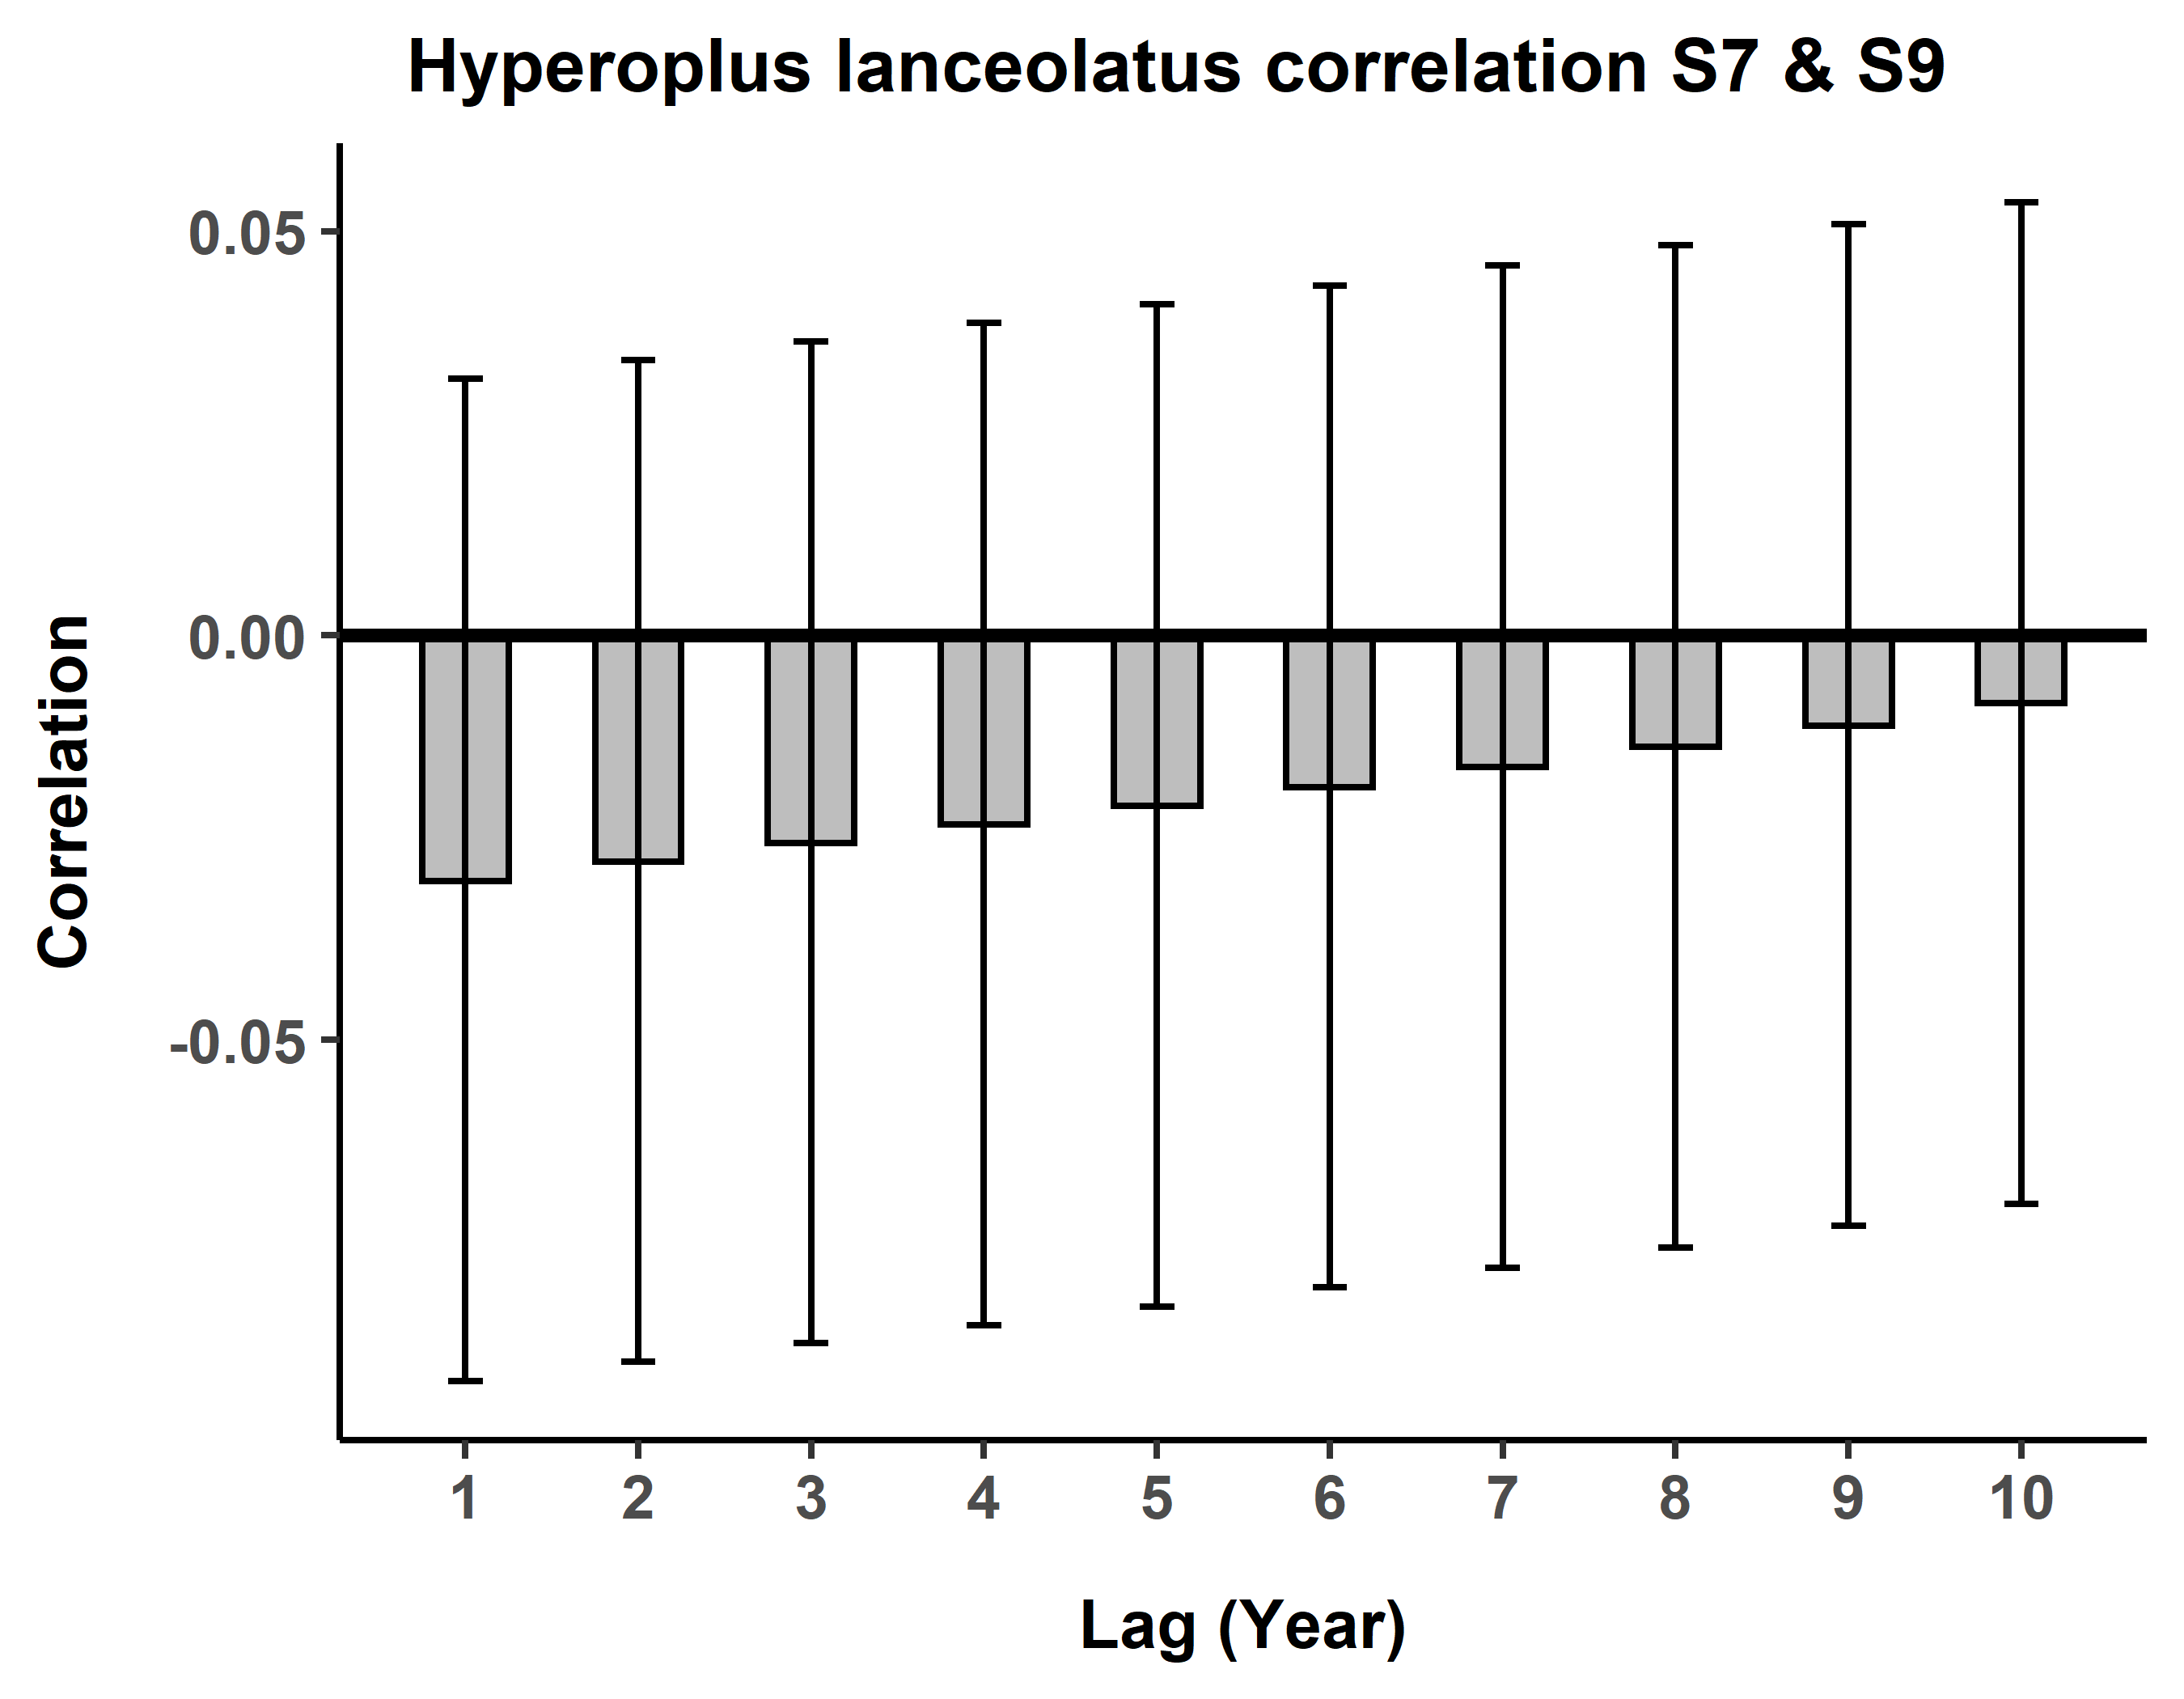 Hyperoplus lanceolatus correlation S7 & S9
0.05
0.00
-0.05
Correlation
1 2 3 4 5 6 7 8 9 10
Lag (Year)